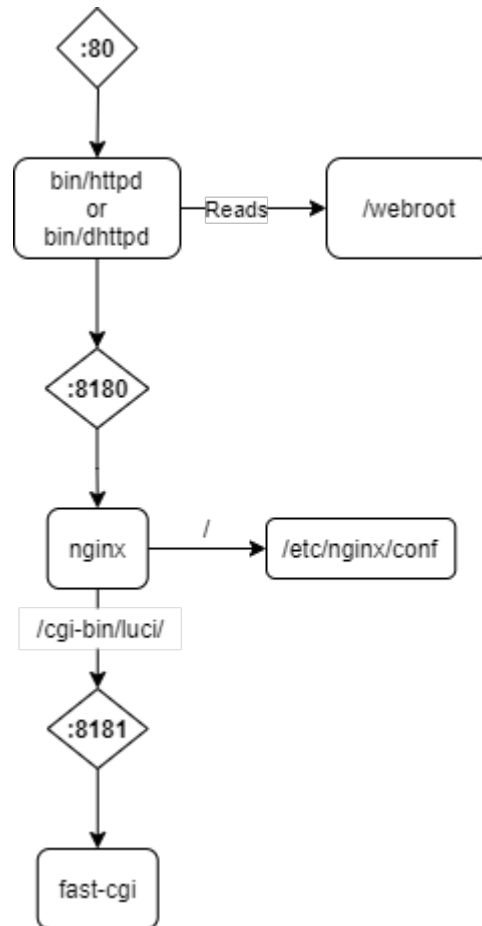 :80
bin/httpd
or
bin/dhttpd
Reads
/webroot
:8180
nginx
/
/etc/nginx/conf
/cgi-bin/luci/
:8181
fast-cgi